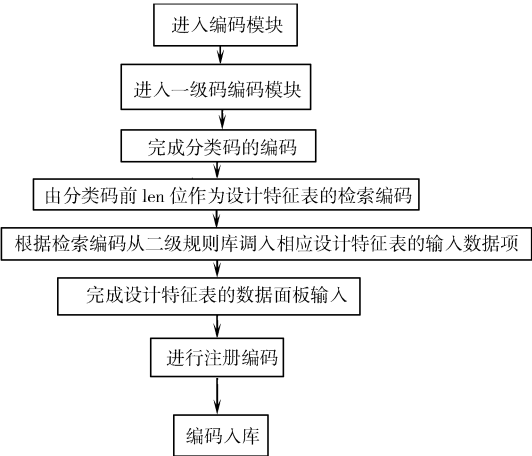 进入编码模块
进入一级码编码模块
完成分类码的编码
由分类码前len位作为设计特征表的检索编码
根据检索编码从二级规则库调入相应设计特征表的输入数据项
完成设计特征表的数据面板输入
进行注册编码
编码入库